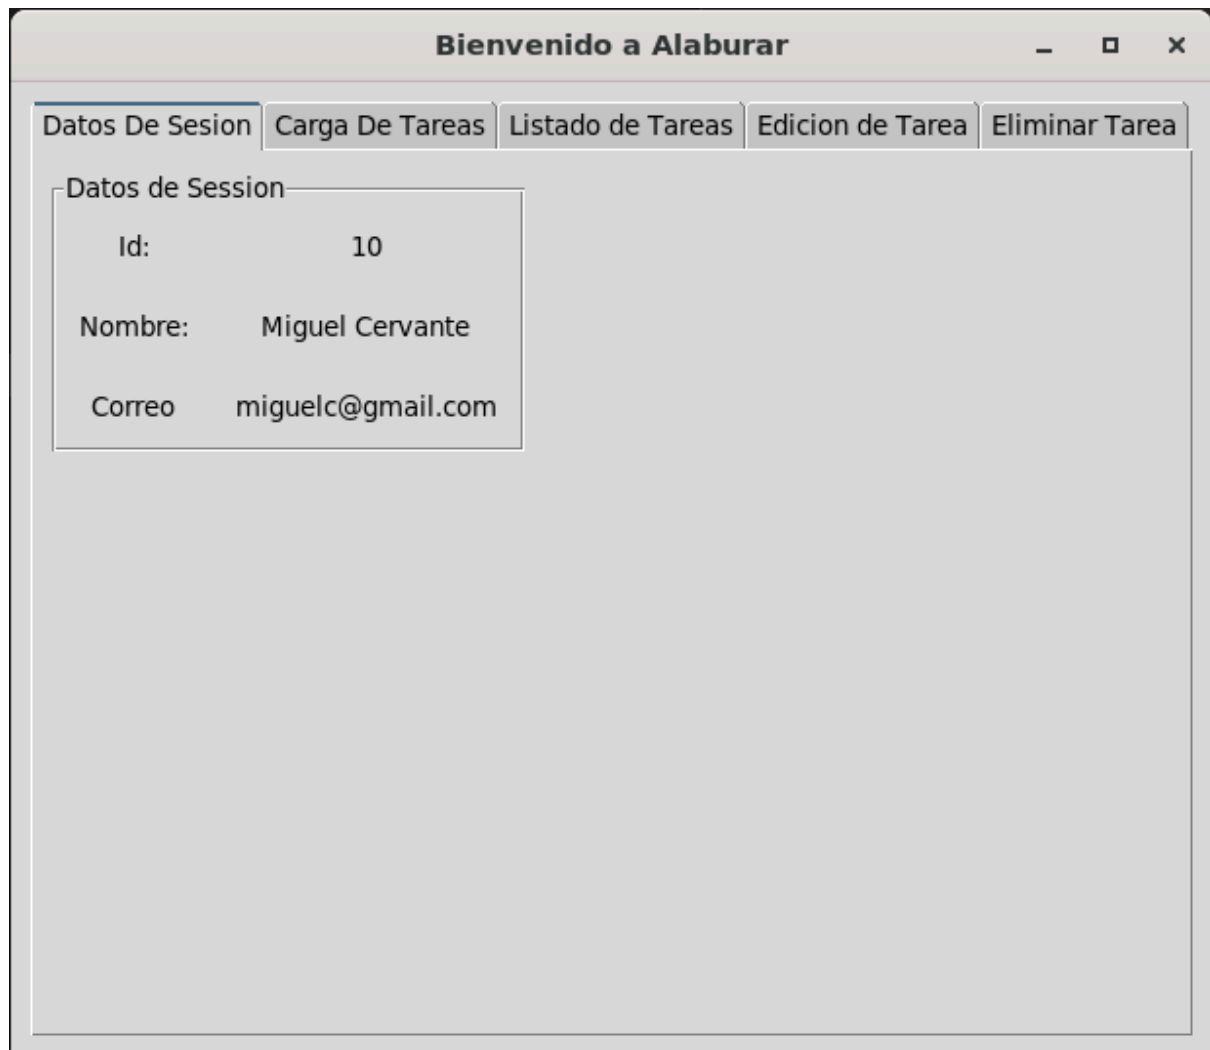 Bienvenido a Alaburar
Datos De Sesion Carga De Tareas Listado de Tareas Edicion de Tarea Eliminar Tarea
Datos de Session
Id: 10
Nombre: Miguel Cervante
Correo miguelc@gmail.com